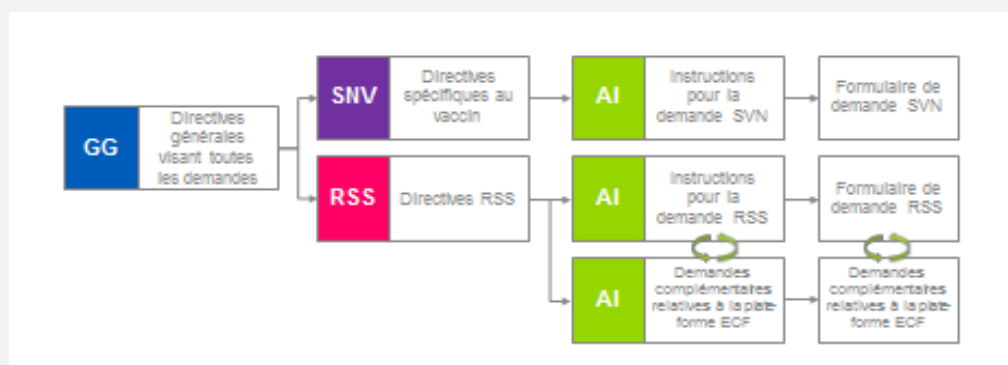 GG
Directives
générales
visant toutes
les demandes
SNV
Directives
spécifiques au
vaccin
AI
Instructions
pour la
demande SVN
Formulaire de
demande SVN
RSS
Directives RSS
AI
Instructions
pour la
demande RSS
Formulaire de
demande RSS
AI
Demandes
complémentaires
relatives à la plate-
forme ECF
Demandes
complémentaires
relatives à la plate-
forme ECF